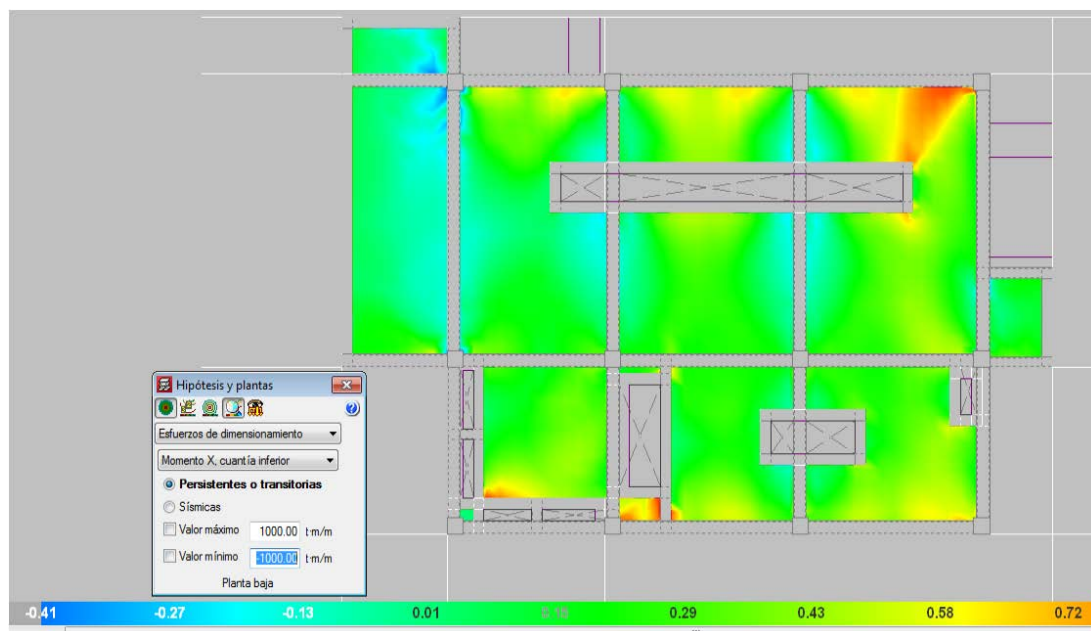 Hipótesis y plantas
Esfuerzos de dimensionamiento
Momento X, cuantía inferior
Persistentes o transitorias
Sísmicas
Valor máximo 1000.00 t·m/m
Valor mínimo -1000.00 t·m/m
Planta baja
-0.41 -0.27 -0.13 0.01 0.29 0.43 0.58 0.72